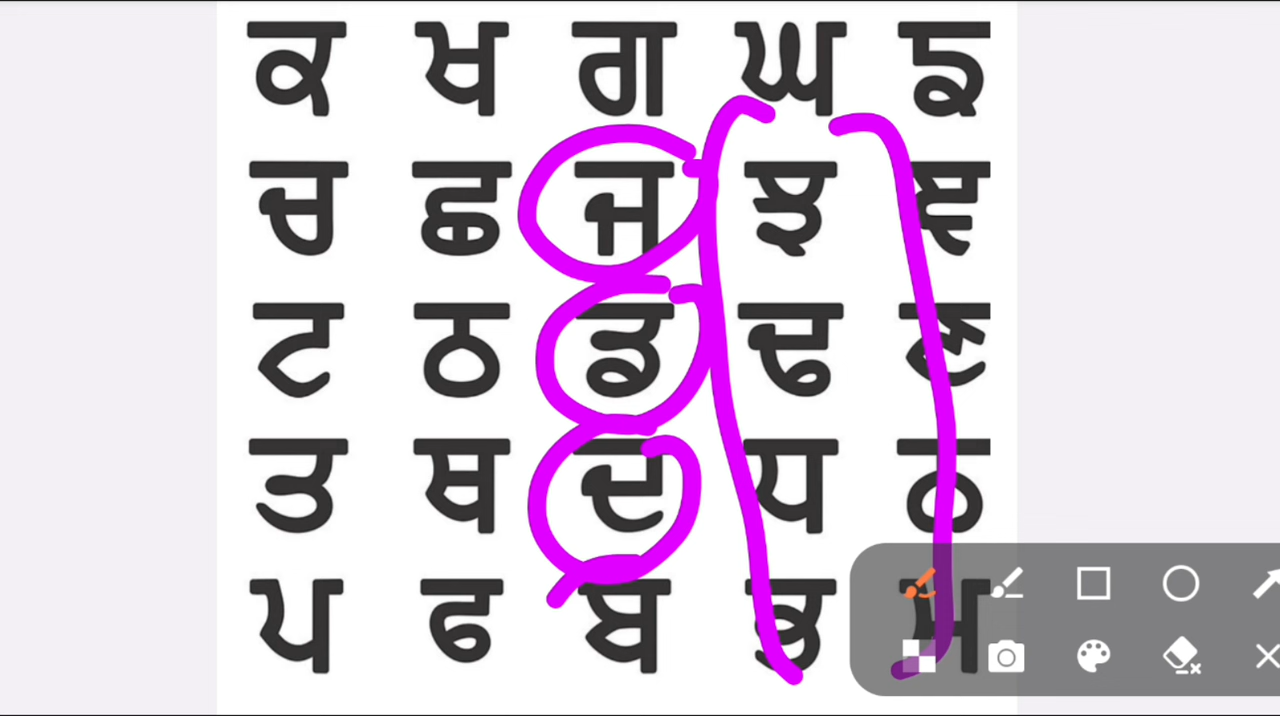 ਕ ਖ ਗ ਘ ਙ
ਚ ਛ ਜ ਝ ਞ
ਟ ਠ ਡ ਢ ਣ
ਤ ਥ ਦ ਧ ਨ
ਪ ਫ ਬ ਭ ਮ